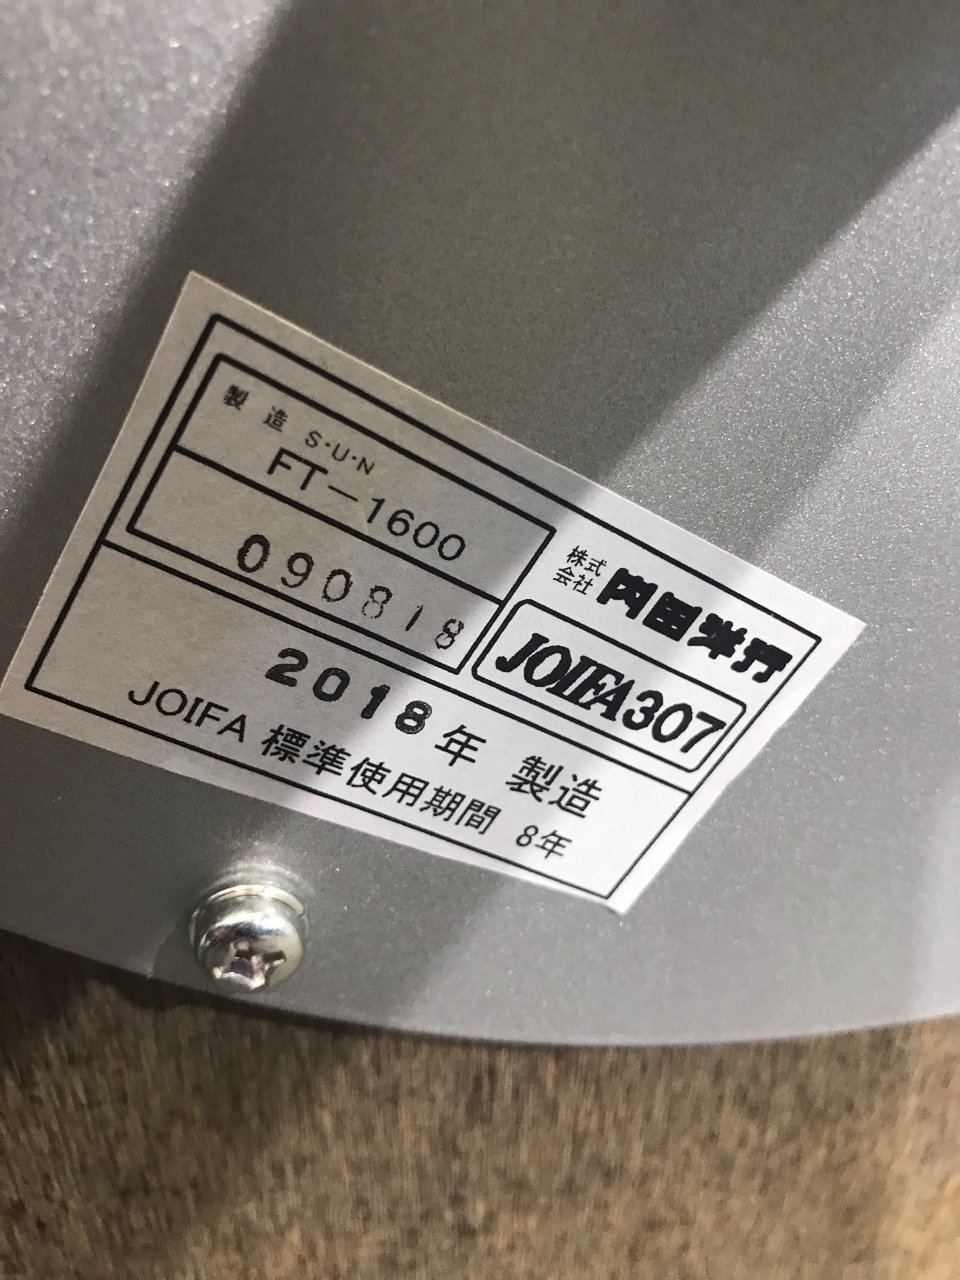 製造 S・U・N
FT－1600
090818
株式会社 内田洋行
JOIFA307
2018年 製造
JOIFA 標準使用期間 8年